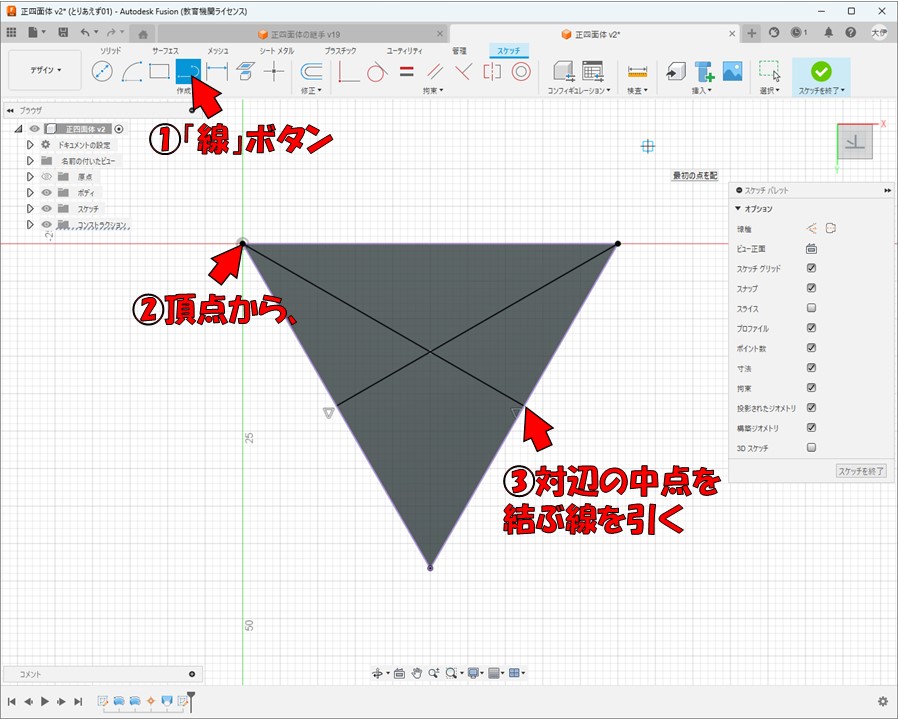 正四面体 v2* (とりあえず01) - Autodesk Fusion (教育機関ライセンス)
正四面体の継手 v19
正四面体 v2*
1
大伊
デザイン
ソリッド
サーフェス
メッシュ
シート メタル
プラスチック
ユーティリティ
管理
スケッチ
作成
修正
拘束
コンフィギュレーション
検査
挿入
選択
スケッチを終了
ブラウザ
正四面体 v2
ドキュメントの設定
名前の付いたビュー
原点
ボディ
スケッチ
コンストラクション
①「線」ボタン
最初の点を配
X
Y
スケッチ パレット
オプション
線種
ビュー正面
スケッチ グリッド
スナップ
スライス
プロファイル
ポイント数
寸法
拘束
投影されたジオメトリ
構築ジオメトリ
3D スケッチ
スケッチを終了
②頂点から、
25
③対辺の中点を
結ぶ線を引く
50
コメント